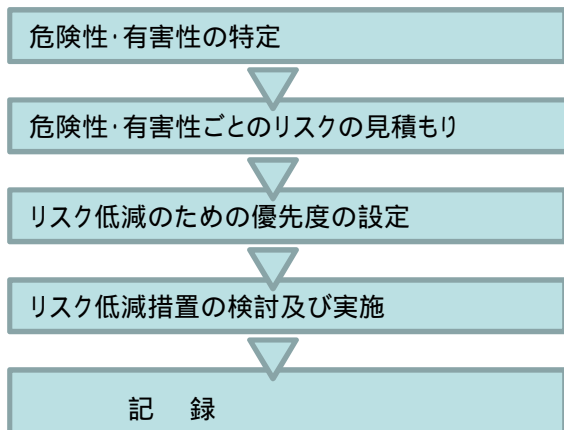 危険性･有害性の特定
危険性･有害性ごとのリスクの見積もり
リスク低減のための優先度の設定
リスク低減措置の検討及び実施
記　録